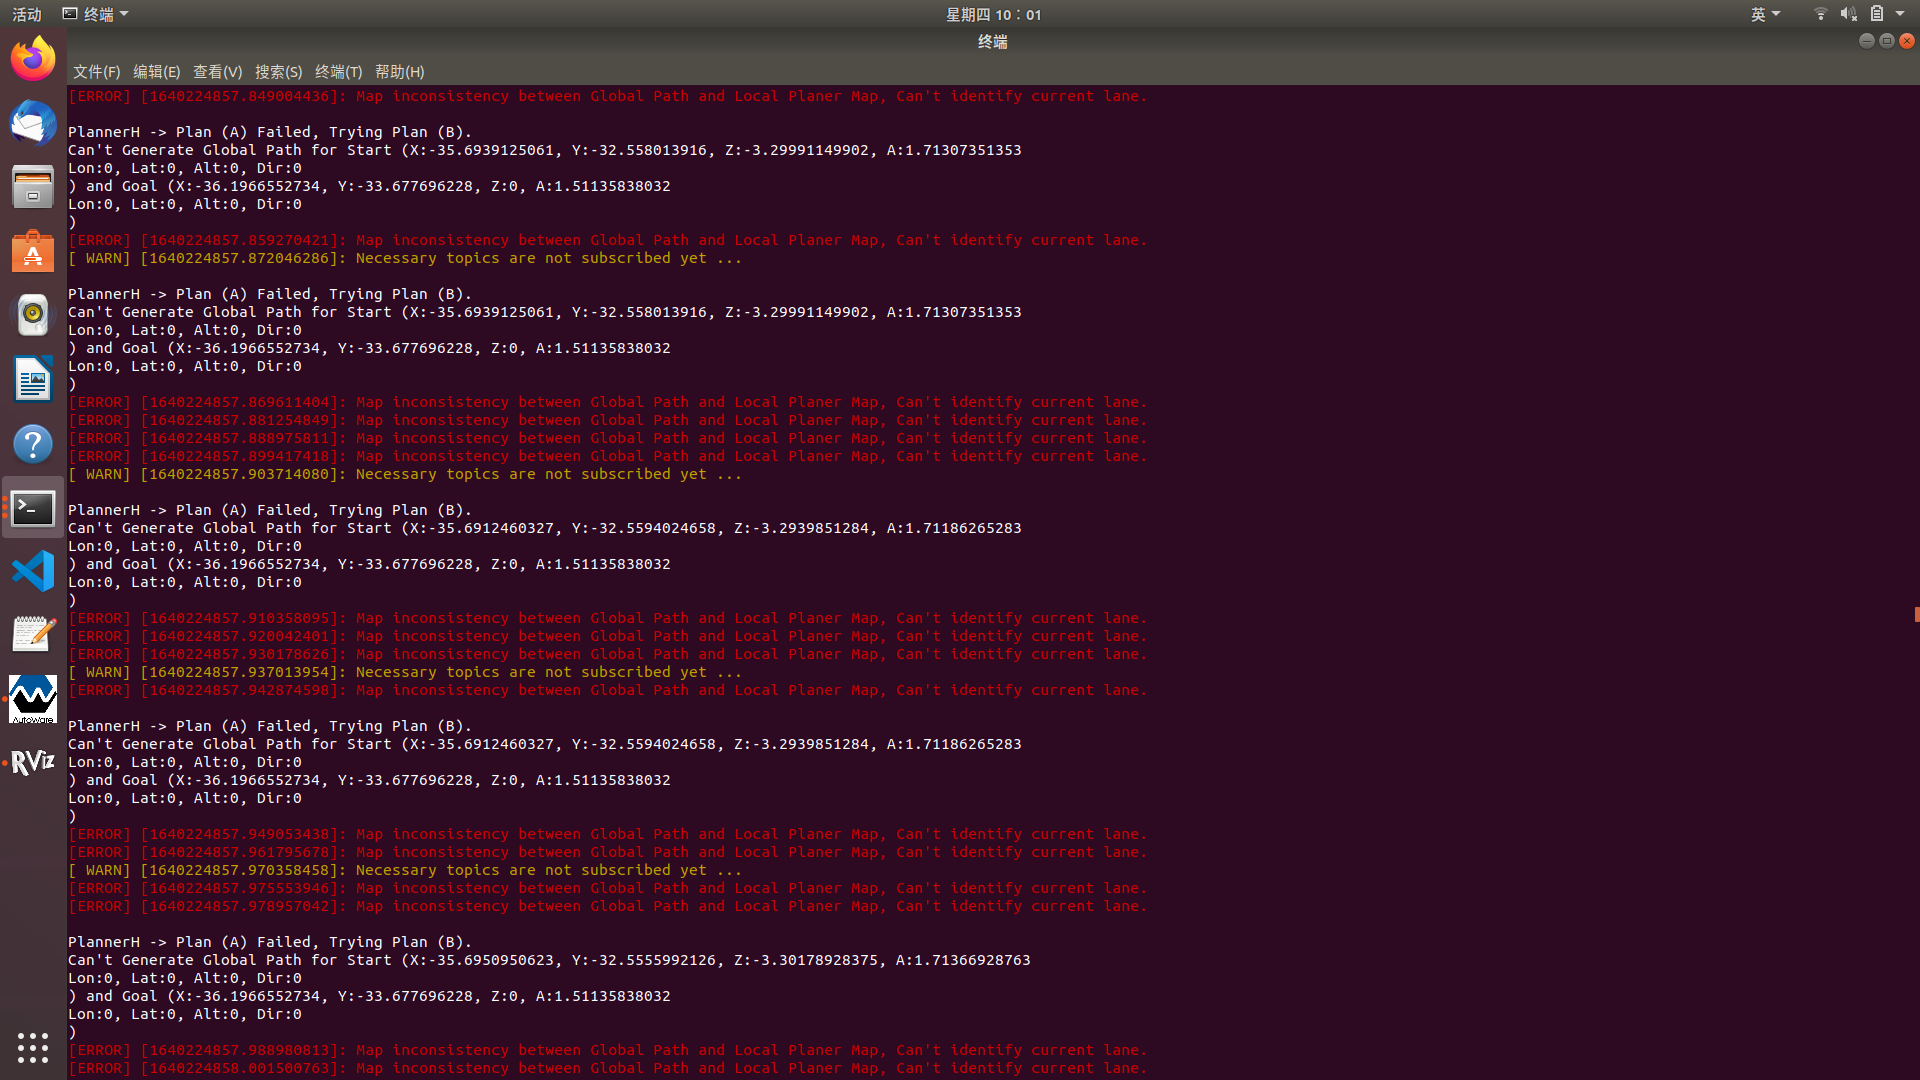 活动
终端
星期四 10：01
英
终端
文件(F) 编辑(E) 查看(V) 搜索(S) 终端(T) 帮助(H)
[ERROR] [1640224857.849004436]: Map inconsistency between Global Path and Local Planer Map, Can't identify current lane.
PlannerH -> Plan (A) Failed, Trying Plan (B).
Can't Generate Global Path for Start (X:-35.6939125061, Y:-32.558013916, Z:-3.29991149902, A:1.71307351353
Lon:0, Lat:0, Alt:0, Dir:0
) and Goal (X:-36.1966552734, Y:-33.677696228, Z:0, A:1.51135838032
Lon:0, Lat:0, Alt:0, Dir:0
)
[ERROR] [1640224857.859270421]: Map inconsistency between Global Path and Local Planer Map, Can't identify current lane.
[ WARN] [1640224857.872046286]: Necessary topics are not subscribed yet ...
PlannerH -> Plan (A) Failed, Trying Plan (B).
Can't Generate Global Path for Start (X:-35.6939125061, Y:-32.558013916, Z:-3.29991149902, A:1.71307351353
Lon:0, Lat:0, Alt:0, Dir:0
) and Goal (X:-36.1966552734, Y:-33.677696228, Z:0, A:1.51135838032
Lon:0, Lat:0, Alt:0, Dir:0
)
[ERROR] [1640224857.869611404]: Map inconsistency between Global Path and Local Planer Map, Can't identify current lane.
[ERROR] [1640224857.881254849]: Map inconsistency between Global Path and Local Planer Map, Can't identify current lane.
[ERROR] [1640224857.888975811]: Map inconsistency between Global Path and Local Planer Map, Can't identify current lane.
[ERROR] [1640224857.899417418]: Map inconsistency between Global Path and Local Planer Map, Can't identify current lane.
[ WARN] [1640224857.903714080]: Necessary topics are not subscribed yet ...
PlannerH -> Plan (A) Failed, Trying Plan (B).
Can't Generate Global Path for Start (X:-35.6912460327, Y:-32.5594024658, Z:-3.2939851284, A:1.71186265283
Lon:0, Lat:0, Alt:0, Dir:0
) and Goal (X:-36.1966552734, Y:-33.677696228, Z:0, A:1.51135838032
Lon:0, Lat:0, Alt:0, Dir:0
)
[ERROR] [1640224857.910358095]: Map inconsistency between Global Path and Local Planer Map, Can't identify current lane.
[ERROR] [1640224857.920042401]: Map inconsistency between Global Path and Local Planer Map, Can't identify current lane.
[ERROR] [1640224857.930178626]: Map inconsistency between Global Path and Local Planer Map, Can't identify current lane.
[ WARN] [1640224857.937013954]: Necessary topics are not subscribed yet ...
[ERROR] [1640224857.942874598]: Map inconsistency between Global Path and Local Planer Map, Can't identify current lane.
PlannerH -> Plan (A) Failed, Trying Plan (B).
Can't Generate Global Path for Start (X:-35.6912460327, Y:-32.5594024658, Z:-3.2939851284, A:1.71186265283
Lon:0, Lat:0, Alt:0, Dir:0
) and Goal (X:-36.1966552734, Y:-33.677696228, Z:0, A:1.51135838032
Lon:0, Lat:0, Alt:0, Dir:0
)
[ERROR] [1640224857.949053438]: Map inconsistency between Global Path and Local Planer Map, Can't identify current lane.
[ERROR] [1640224857.961795678]: Map inconsistency between Global Path and Local Planer Map, Can't identify current lane.
[ WARN] [1640224857.970358458]: Necessary topics are not subscribed yet ...
[ERROR] [1640224857.975553946]: Map inconsistency between Global Path and Local Planer Map, Can't identify current lane.
[ERROR] [1640224857.978957042]: Map inconsistency between Global Path and Local Planer Map, Can't identify current lane.
PlannerH -> Plan (A) Failed, Trying Plan (B).
Can't Generate Global Path for Start (X:-35.6950950623, Y:-32.5555992126, Z:-3.30178928375, A:1.71366928763
Lon:0, Lat:0, Alt:0, Dir:0
) and Goal (X:-36.1966552734, Y:-33.677696228, Z:0, A:1.51135838032
Lon:0, Lat:0, Alt:0, Dir:0
)
[ERROR] [1640224857.988980813]: Map inconsistency between Global Path and Local Planer Map, Can't identify current lane.
[ERROR] [1640224858.001500763]: Map inconsistency between Global Path and Local Planer Map, Can't identify current lane.
AutoWare
RViz